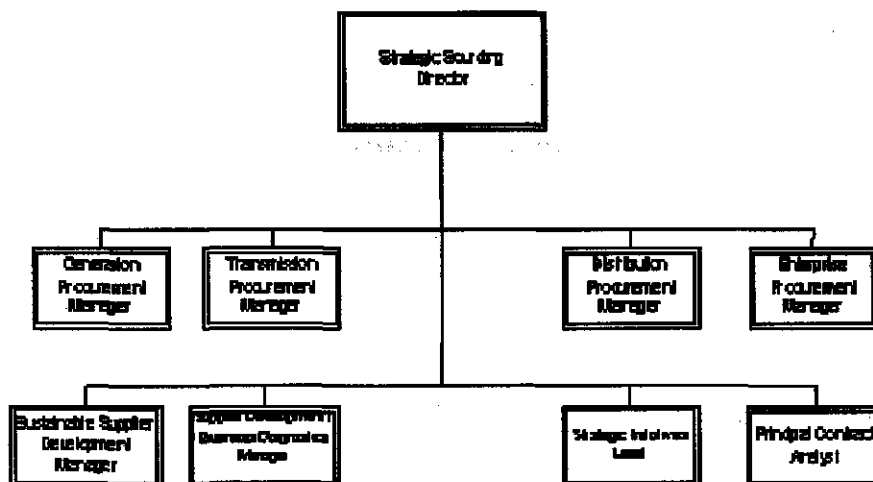 Strategic Sourcing
Director
Generation
Procurement
Manager
Transmission
Procurement
Manager
Distribution
Procurement
Manager
Enterprise
Procurement
Manager
Sustainable Supplier
Development
Manager
Supplier Development
Business Diagnostics
Manager
Strategic Initiatives
Lead
Principal Contract
Analyst